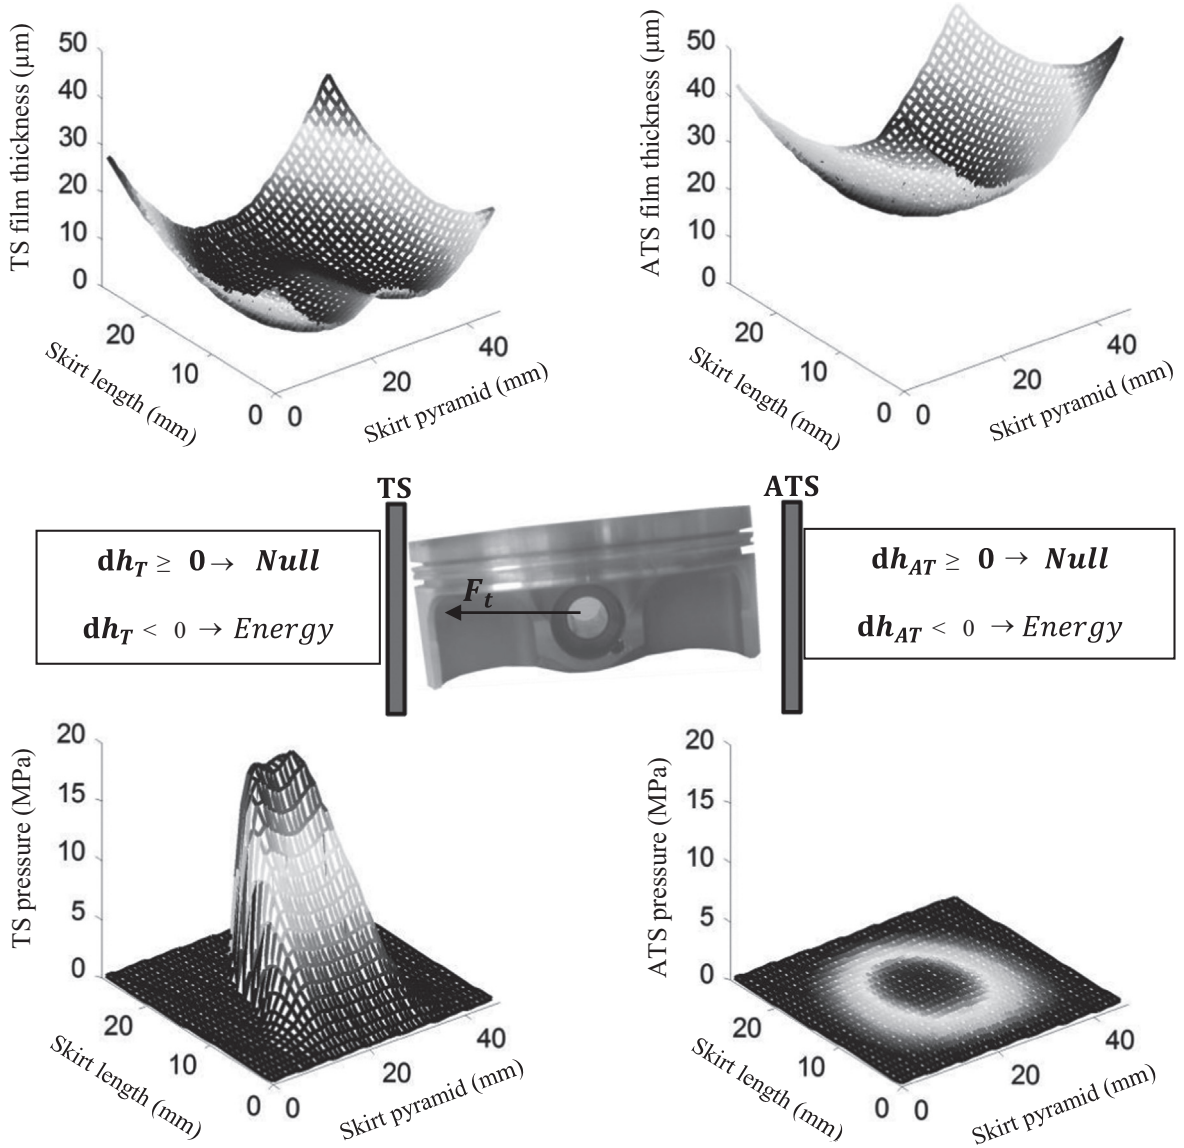 TS film thickness (µm)
50
40
30
20
10
0
20
10
0
Skirt length (mm)
0
20
40
Skirt pyramid (mm)
ATS film thickness (µm)
50
40
30
20
10
0
20
10
0
Skirt length (mm)
0
20
40
Skirt pyramid (mm)
TS
ATS
dh_T ≥ 0 → Null
dh_T < 0 → Energy
F_t
dh_AT ≥ 0 → Null
dh_AT < 0 → Energy
TS pressure (MPa)
20
15
10
5
0
20
10
0
Skirt length (mm)
0
20
40
Skirt pyramid (mm)
ATS pressure (MPa)
20
15
10
5
0
20
10
0
Skirt length (mm)
0
20
40
Skirt pyramid (mm)